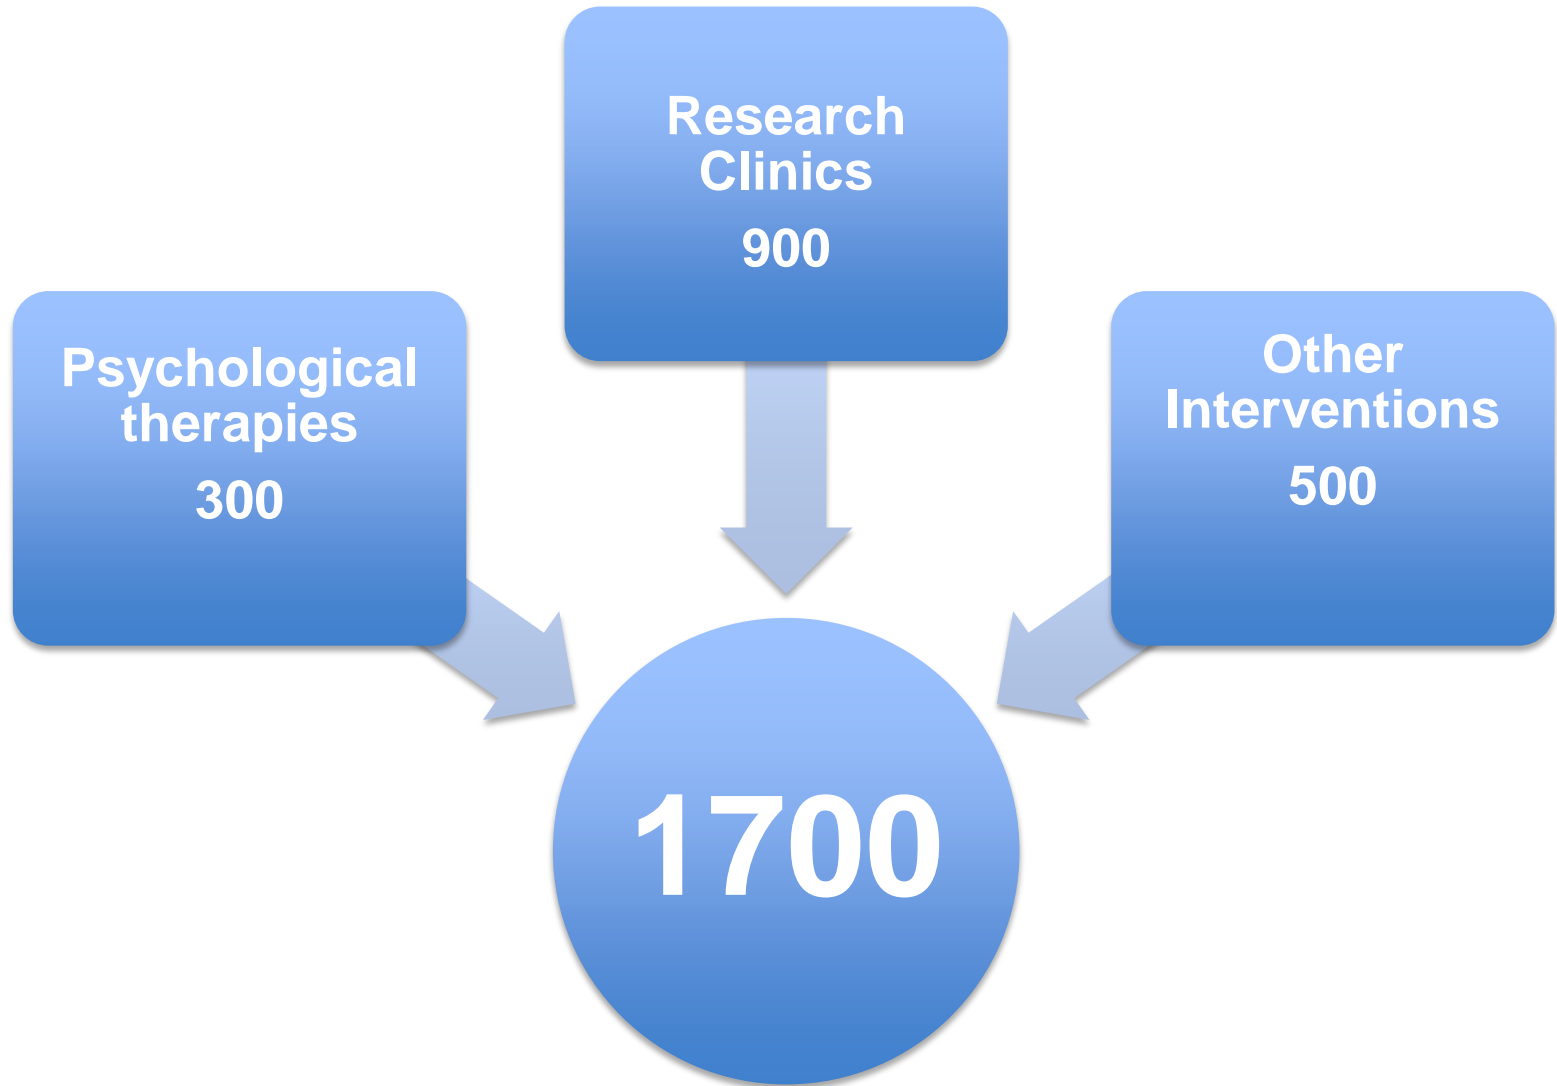 Research
Clinics
900
Psychological
therapies
300
Other
Interventions
500
1700